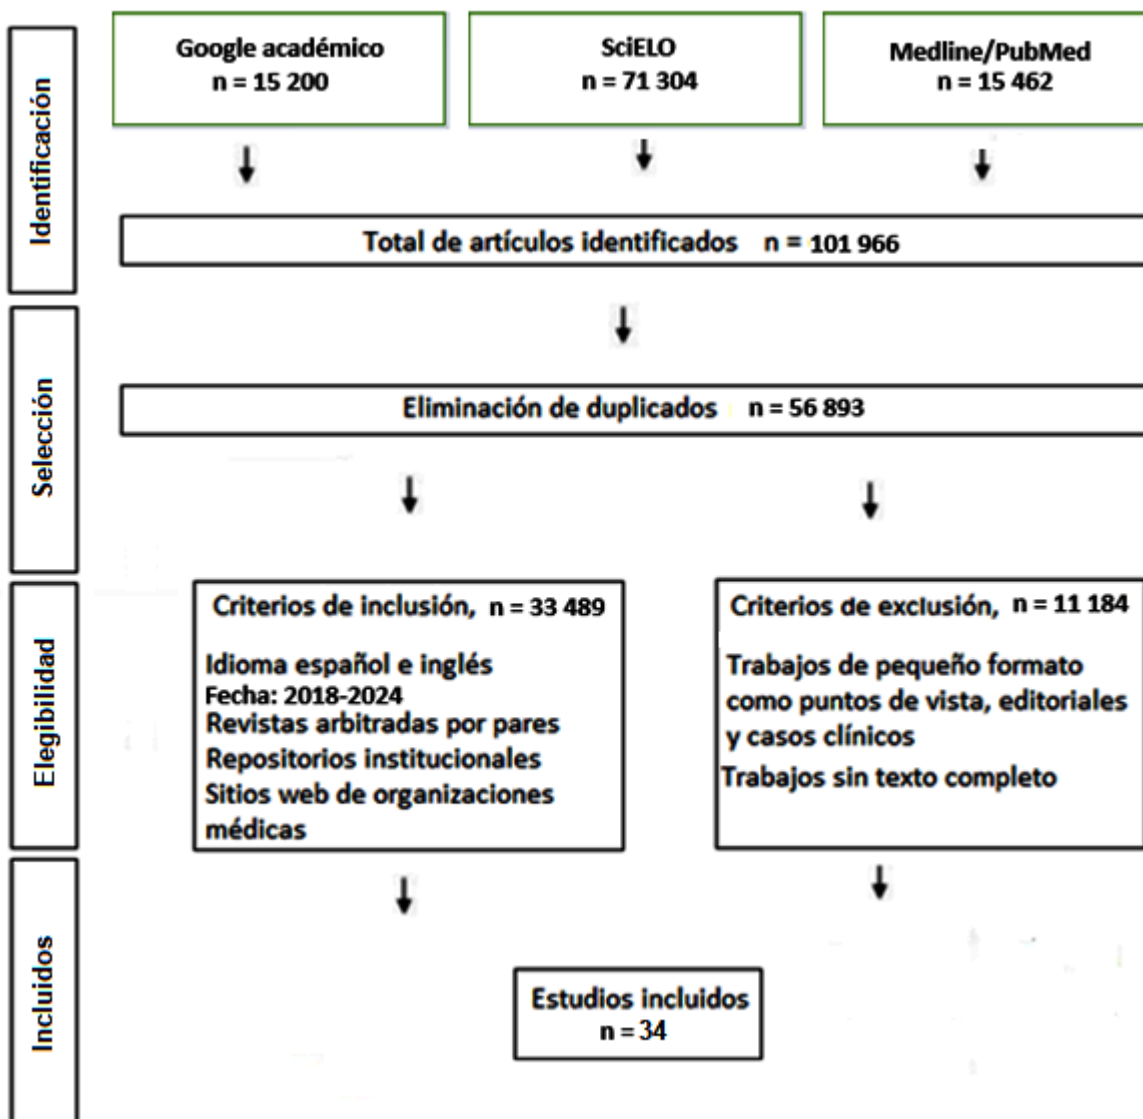 Identificación
Google académico
n = 15 200
SciELO
n = 71 304
Medline/PubMed
n = 15 462
Total de artículos identificados n = 101 966
Selección
Eliminación de duplicados n = 56 893
Elegibilidad
Criterios de inclusión, n = 33 489
Idioma español e inglés
Fecha: 2018-2024
Revistas arbitradas por pares
Repositorios institucionales
Sitios web de organizaciones
médicas
Criterios de exclusión, n = 11 184
Trabajos de pequeño formato
como puntos de vista, editoriales
y casos clínicos
Trabajos sin texto completo
Incluidos
Estudios incluidos
n = 34